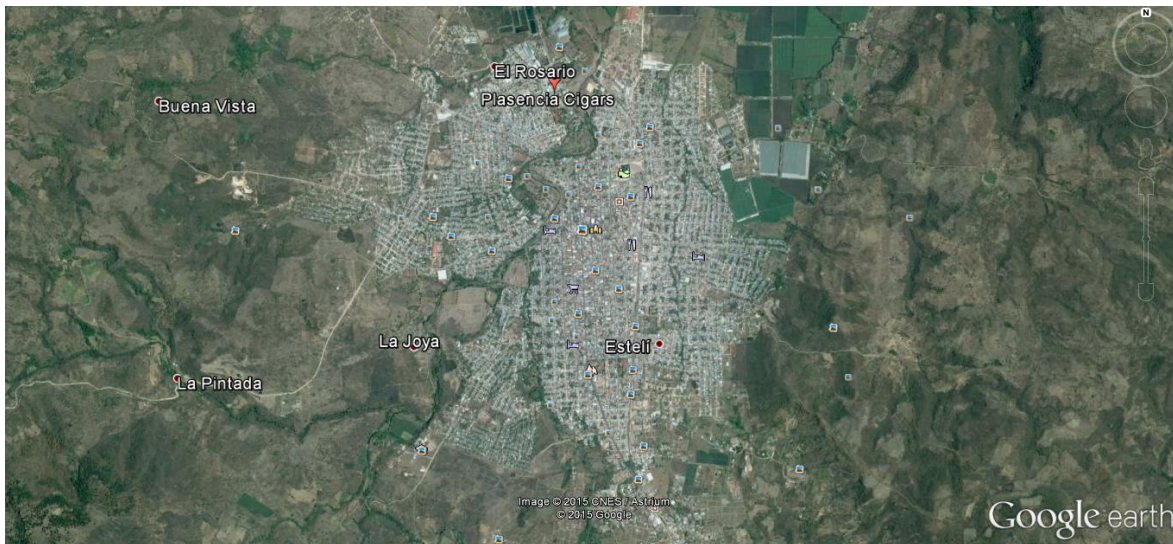 N
El Rosario
Plasencia Cigars
Buena Vista
La Joya
Estelí
La Pintada
Image © 2015 CNES / Astrium
© 2015 Google
Google earth